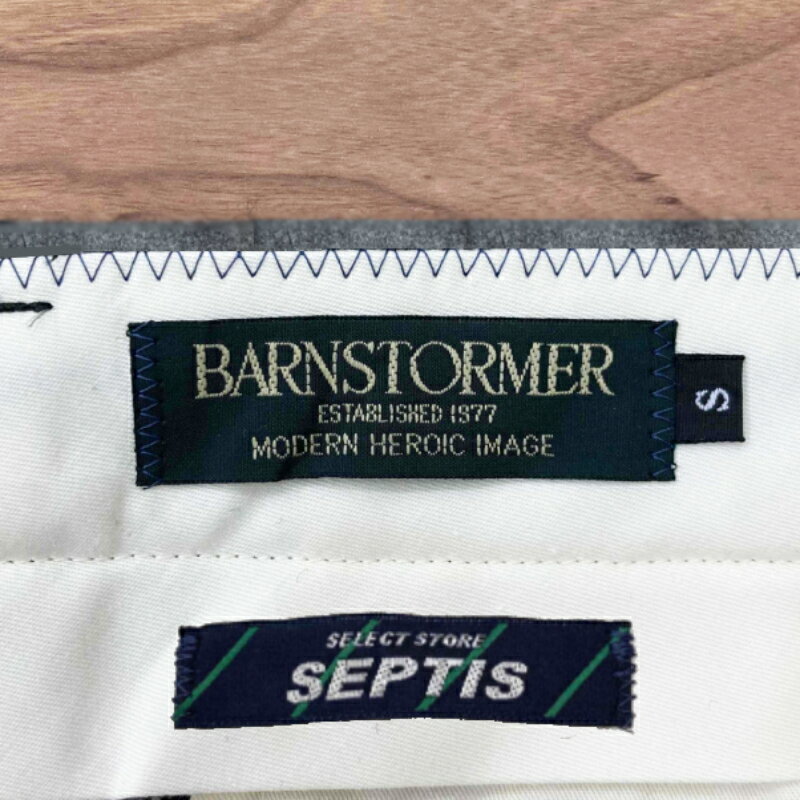 BARNSTORMER
ESTABLISHED 1977
MODERN HEROIC IMAGE
S
SELECT STORE
SEPTIS